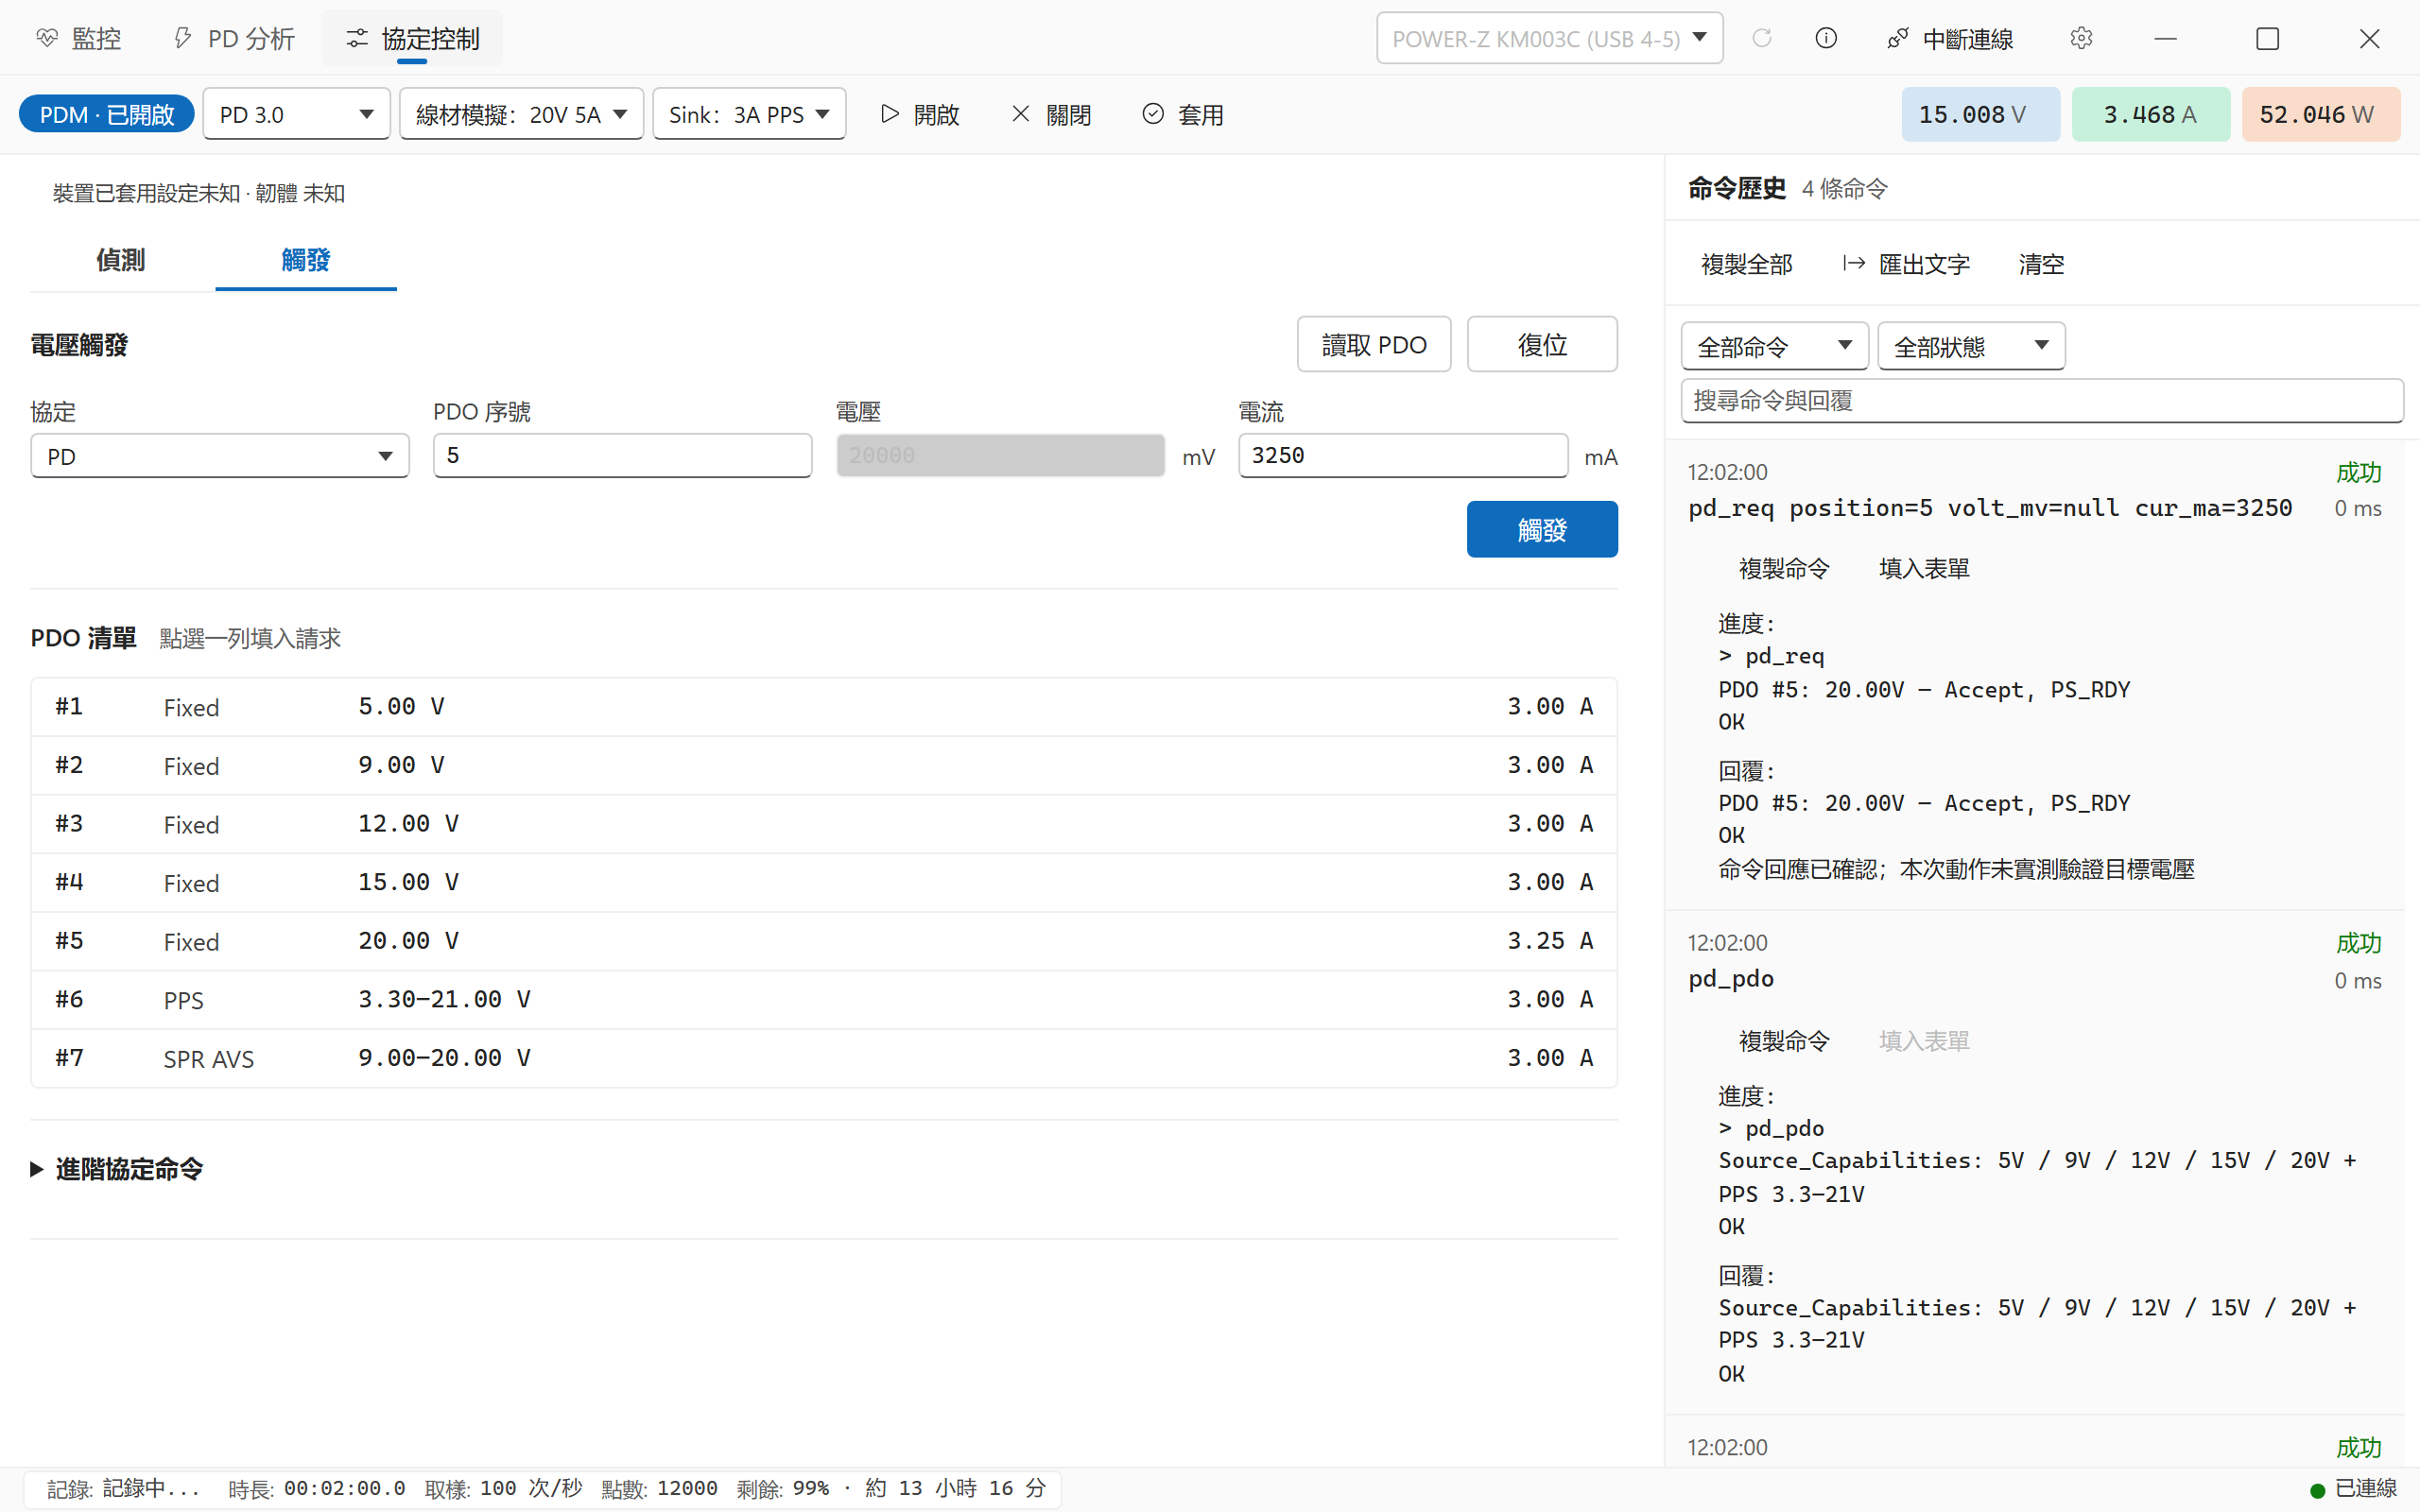 監控 PD 分析 協定控制 POWER-Z KM003C (USB 4-5) 中斷連線
PDM · 已開啟 PD 3.0 線材模擬：20V 5A Sink：3A PPS 開啟 關閉 套用 15.008 V 3.468 A 52.046 W
裝置已套用設定未知 · 韌體 未知
偵測 觸發
電壓觸發 讀取 PDO 復位
協定 PDO 序號 電壓 電流
PD 5 20000 mV 3250 mA
觸發
PDO 清單 點選一列填入請求
#1 Fixed 5.00 V 3.00 A
#2 Fixed 9.00 V 3.00 A
#3 Fixed 12.00 V 3.00 A
#4 Fixed 15.00 V 3.00 A
#5 Fixed 20.00 V 3.25 A
#6 PPS 3.30–21.00 V 3.00 A
#7 SPR AVS 9.00–20.00 V 3.00 A
進階協定命令
命令歷史 4 條命令
複製全部 匯出文字 清空
全部命令 全部狀態
搜尋命令與回覆
12:02:00 成功
pd_req position=5 volt_mv=null cur_ma=3250 0 ms
複製命令 填入表單
進度:
> pd_req
PDO #5: 20.00V — Accept, PS_RDY
OK
回覆:
PDO #5: 20.00V — Accept, PS_RDY
OK
命令回應已確認；本次動作未實測驗證目標電壓
12:02:00 成功
pd_pdo 0 ms
複製命令 填入表單
進度:
> pd_pdo
Source_Capabilities: 5V / 9V / 12V / 15V / 20V +
PPS 3.3–21V
OK
回覆:
Source_Capabilities: 5V / 9V / 12V / 15V / 20V +
PPS 3.3–21V
OK
12:02:00 成功
記錄: 記錄中... 時長: 00:02:00.0 取樣: 100 次/秒 點數: 12000 剩餘: 99% · 約 13 小時 16 分 已連線